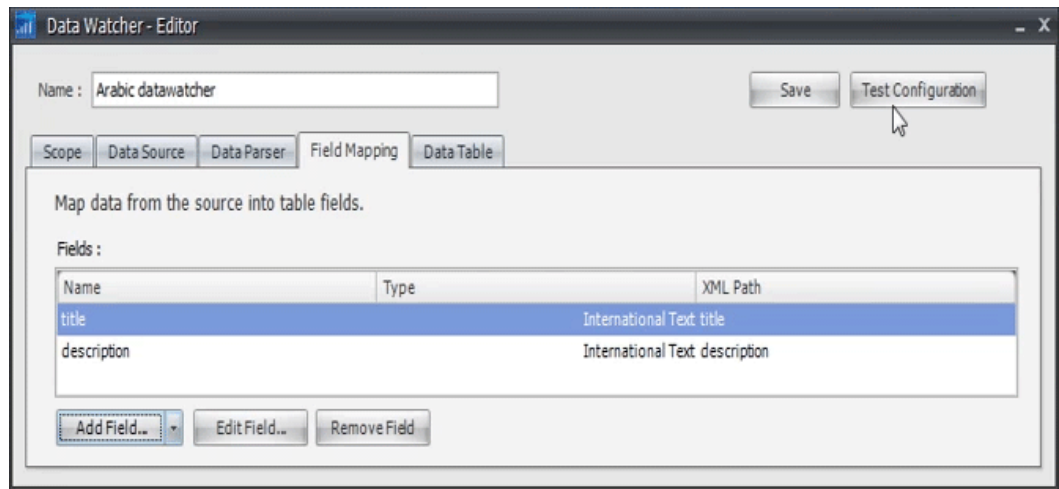 Data Watcher - Editor
Name : Arabic datawatcher Save Test Configuration
Scope Data Source Data Parser Field Mapping Data Table
Map data from the source into table fields.
Fields :
Name Type XML Path
title International Text title
description International Text description
Add Field... Edit Field... Remove Field